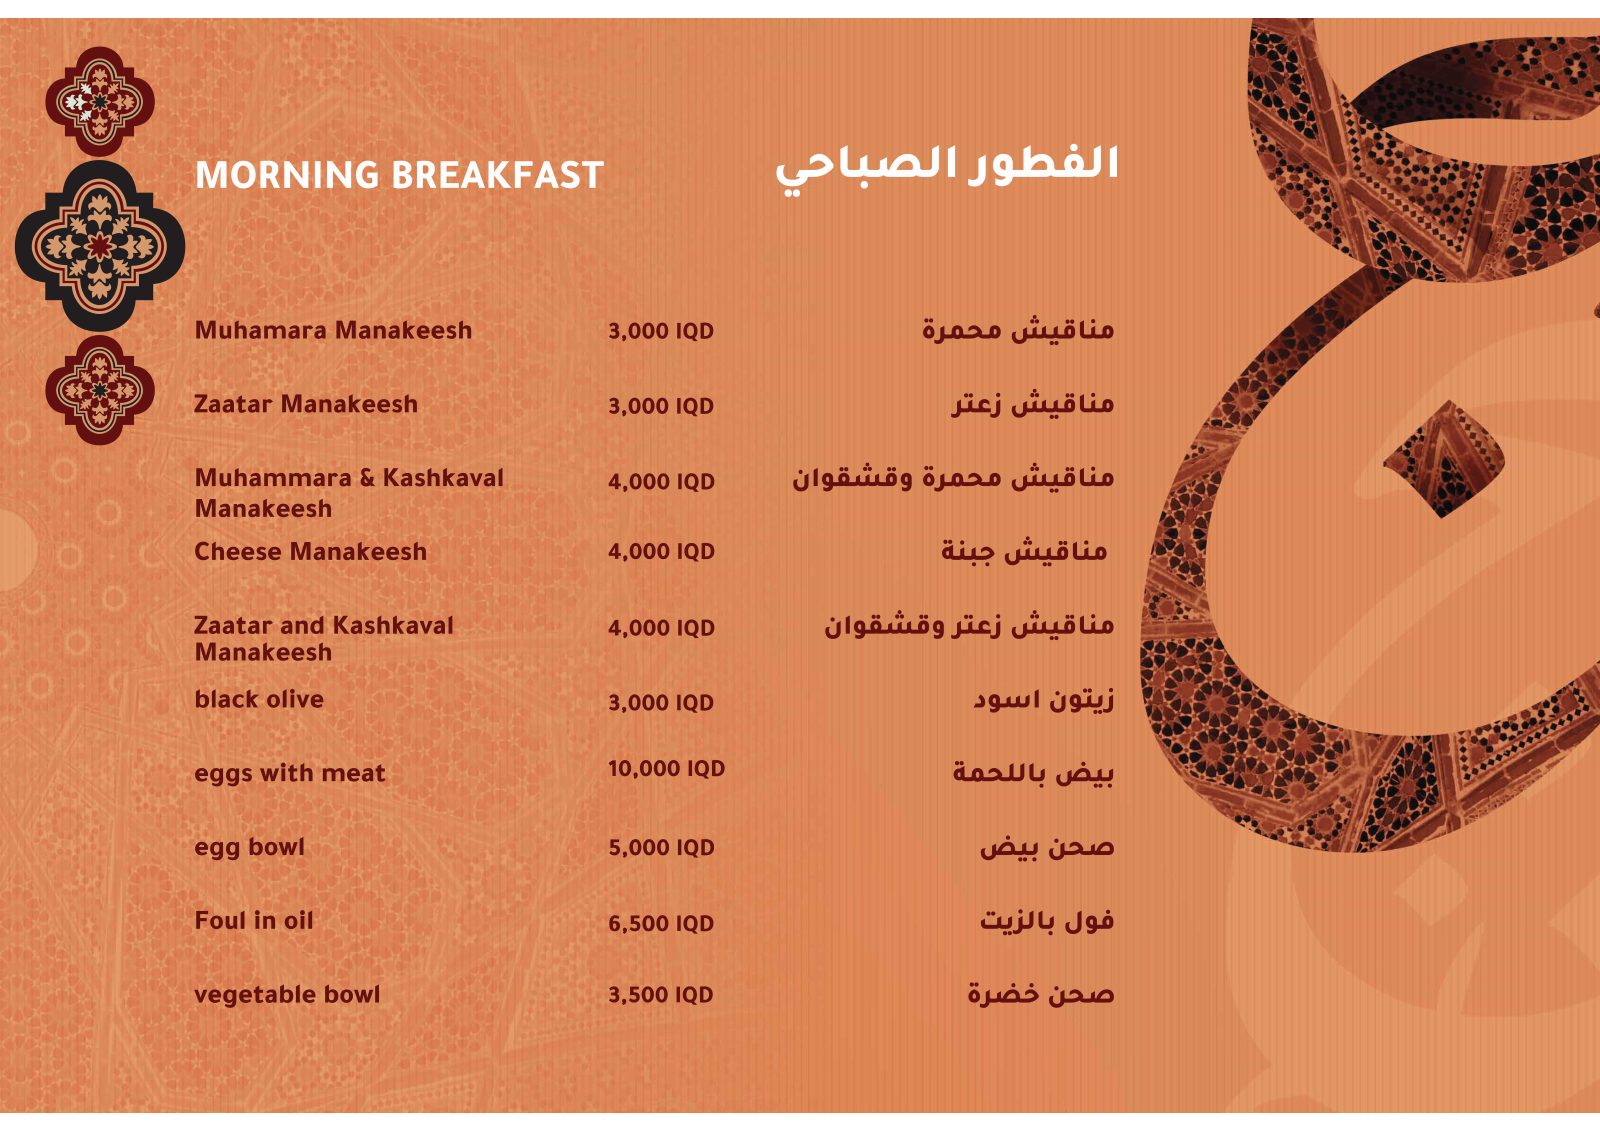 MORNING BREAKFAST
الفطور الصباحي
Muhamara Manakeesh 3,000 IQD مناقيش محمرة
Zaatar Manakeesh 3,000 IQD مناقيش زعتر
Muhammara & Kashkaval 4,000 IQD مناقيش محمرة وقشقوان
Manakeesh
Cheese Manakeesh 4,000 IQD مناقيش جبنة
Zaatar and Kashkaval 4,000 IQD مناقيش زعتر وقشقوان
Manakeesh
black olive 3,000 IQD زيتون اسود
eggs with meat 10,000 IQD بيض باللحمة
egg bowl 5,000 IQD صحن بيض
Foul in oil 6,500 IQD فول بالزيت
vegetable bowl 3,500 IQD صحن خضرة